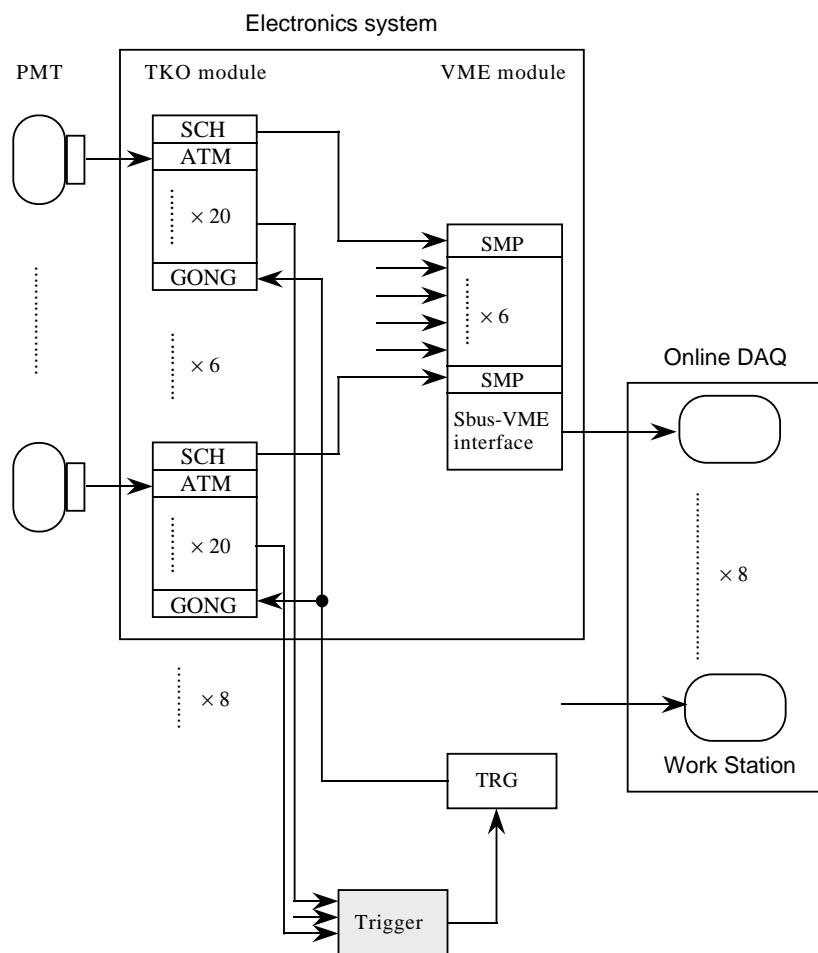 Electronics system
PMT
TKO module
VME module
SCH
ATM
× 20
GONG
× 6
SCH
ATM
× 20
GONG
× 8
SMP
× 6
SMP
Sbus-VME
interface
Online DAQ
× 8
Work Station
TRG
Trigger